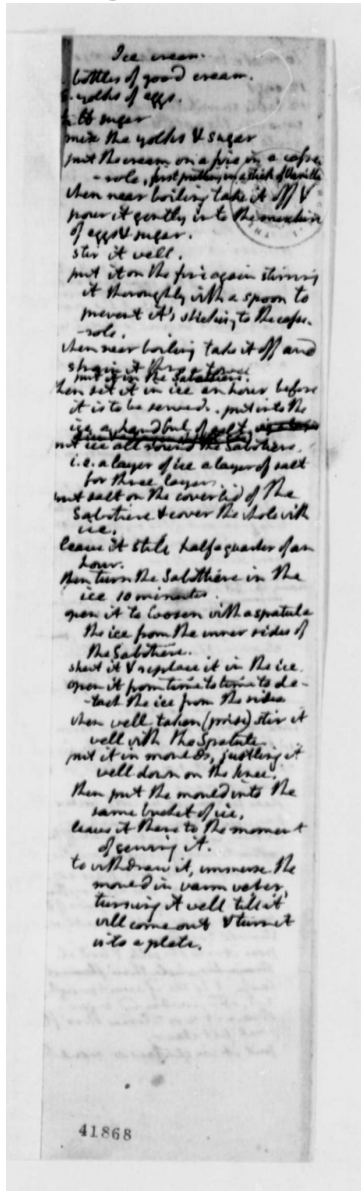 Ice cream.
bottles of good cream.
yolks of eggs.
sugar
mix the yolks & sugar
put the cream on a fire in a casse-
-role, first putting in a stick of Vanilla
when near boiling take it off &
pour it gently into the mixture
of eggs & sugar.
stir it well.
put it on the fire again stirring
it thoroughly with a spoon to
prevent it's sticking to the casse-
-role.
when near boiling take it off and
strain it thro' a towel
put it in the Sabottiere.
then set it in ice an hour before
it is to be served. put into the
ice a handful of salt.
put ice all round the Sabottiere
i.e. a layer of ice a layer of salt
for three layers.
put salt on the coverlid of the
Sabotiere & cover the whole with
ice.
leave it still half a quarter of an
hour.
then turn the Sabottiere in the
ice 10 minutes
open it to loosen with a spatula
the ice from the inner sides of
the Sabotiere.
shut it & replace it in the ice
open it from time to time to de-
-tach the ice from the sides
when well taken (prise) stir it
well with the Spatula.
put it in moulds, justling it
well down on the knee.
then put the mould into the
same bucket of ice.
leave it there to the moment
of serving it.
to withdraw it, immerse the
mould in warm water,
turning it well till it
will come out & turn it
into a plate.
41868